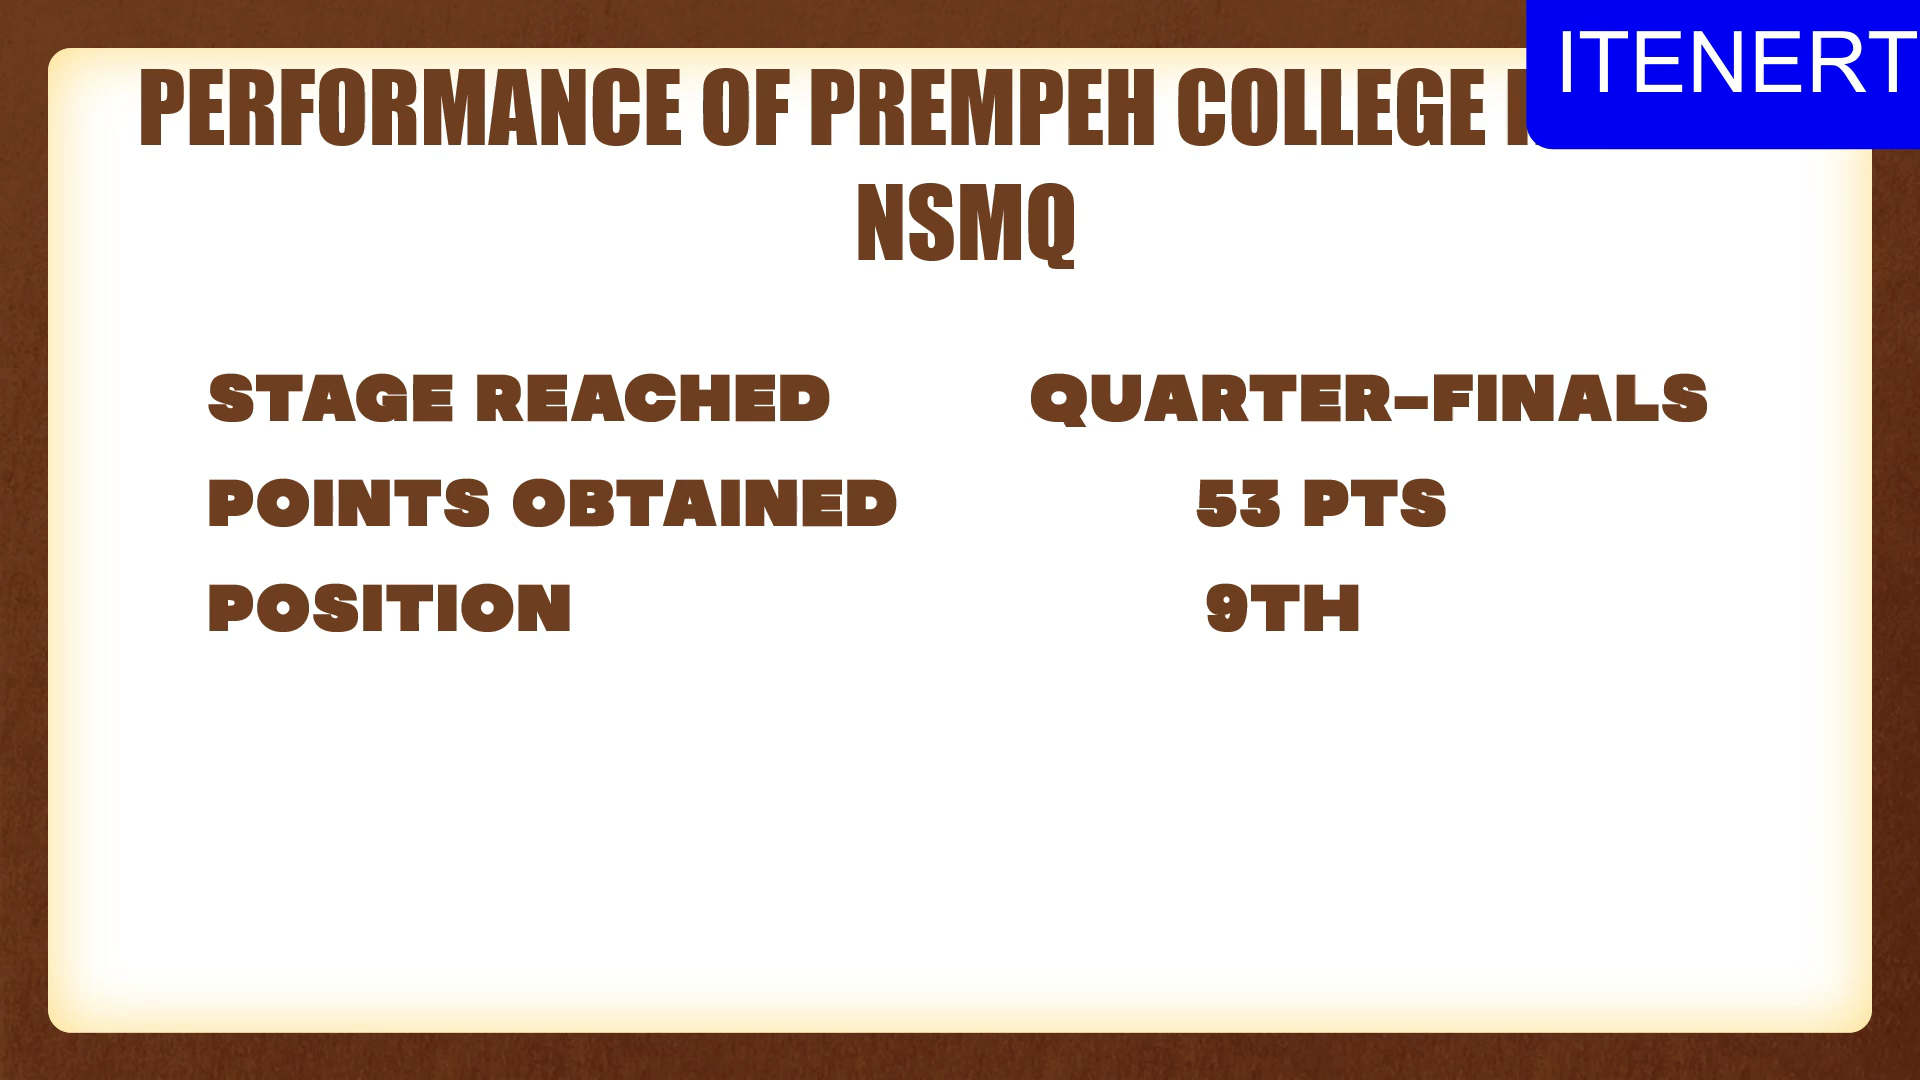 ITENERT
PERFORMANCE OF PREMPEH COLLEGE
NSMQ
STAGE REACHED QUARTER-FINALS
POINTS OBTAINED 53 PTS
POSITION 9TH